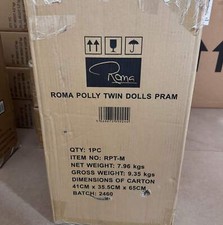 Roma
ROMA POLLY TWIN DOLLS PRAM
QTY: 1PC
ITEM NO: RPT-M
NET WEIGHT: 7.96 kgs
GROSS WEIGHT: 9.35 kgs
DIMENSIONS OF CARTON
41CM x 35.5CM x 65CM
BATCH: 2460